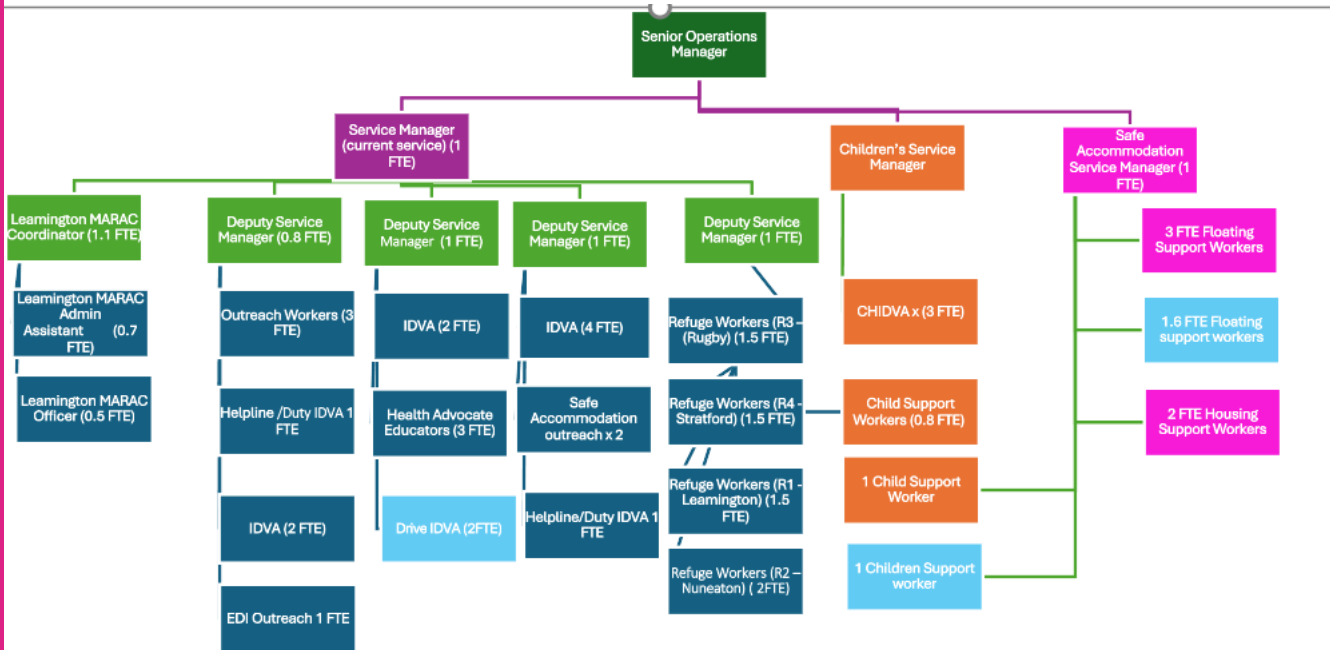 Senior Operations
Manager
Service Manager
(current service) (1
FTE)
Children's Service
Manager
Safe
Accommodation
Service Manager (1
FTE)
Leamington MARAC
Coordinator (1.1 FTE)
Deputy Service
Manager (0.8 FTE)
Deputy Service
Manager (1 FTE)
Deputy Service
Manager (1 FTE)
Deputy Service
Manager (1 FTE)
3 FTE Floating
Support Workers
Leamington MARAC
Admin
Assistant (0.7
FTE)
Outreach Workers (3
FTE)
IDVA (2 FTE)
IDVA (4 FTE)
Refuge Workers (R3 –
(Rugby) (1.5 FTE)
CHIDVA x (3 FTE)
1.6 FTE Floating
support workers
Leamington MARAC
Officer (0.5 FTE)
Helpline /Duty IDVA 1
FTE
Health Advocate
Educators (3 FTE)
Safe
Accommodation
outreach x 2
Refuge Workers (R4 -
Stratford) (1.5 FTE)
Child Support
Workers (0.8 FTE)
2 FTE Housing
Support Workers
IDVA (2 FTE)
Drive IDVA (2FTE)
Helpline/Duty IDVA 1
FTE
Refuge Workers (R1 -
Leamington) (1.5
FTE)
1 Child Support
Worker
EDI Outreach 1 FTE
Refuge Workers (R2 –
Nuneaton) ( 2FTE)
1 Children Support
worker